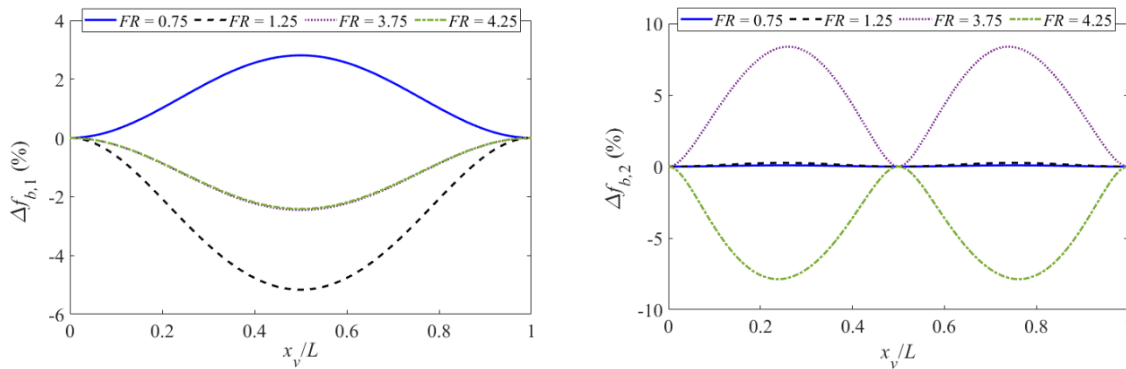 FR = 0.75 FR = 1.25 FR = 3.75 FR = 4.25
4
2
0
-2
-4
-6
Δf_{b,1} (%)
0 0.2 0.4 0.6 0.8 1
x_v/L
FR = 0.75 FR = 1.25 FR = 3.75 FR = 4.25
10
5
0
-5
-10
Δf_{b,2} (%)
0 0.2 0.4 0.6 0.8
x_v/L